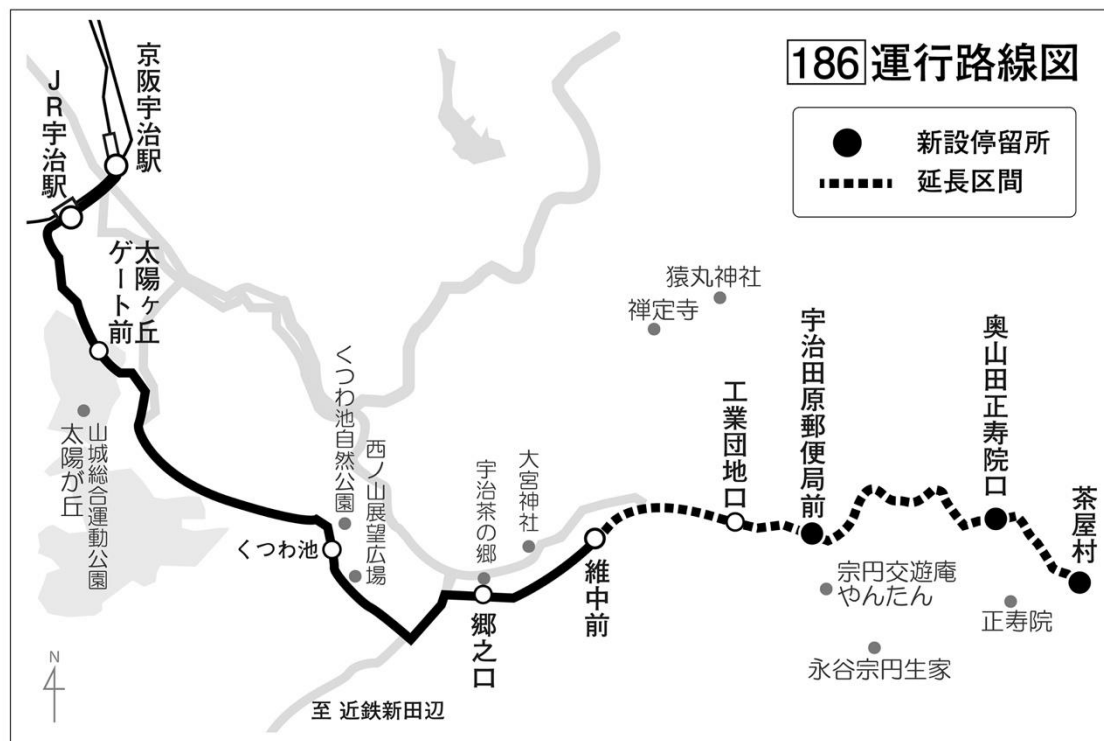 186 運行路線図
新設停留所
延長区間
京阪宇治駅
JR宇治駅
太陽ヶ丘
ゲート前
山城総合運動公園
太陽が丘
くつわ池自然公園
くつわ池
西ノ山展望広場
宇治茶の郷
郷之口
大宮神社
維中前
禅定寺
猿丸神社
工業団地口
宇治田原郵便局前
宗円交遊庵
やんたん
永谷宗円生家
奥山田正寿院口
正寿院
茶屋村
至 近鉄新田辺
N